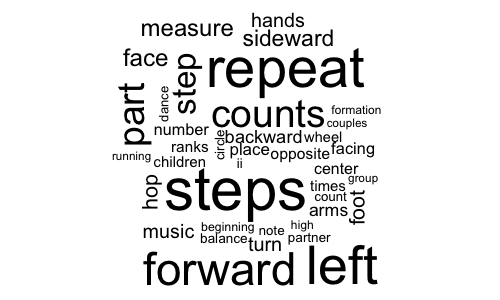 measure hands
sideward
face step repeat
part dance counts formation
couples
number circle backward wheel
ranks place opposite facing
running children ii
center
hop steps times group
count
arms foot
music beginning note high
balance turn partner
forward left